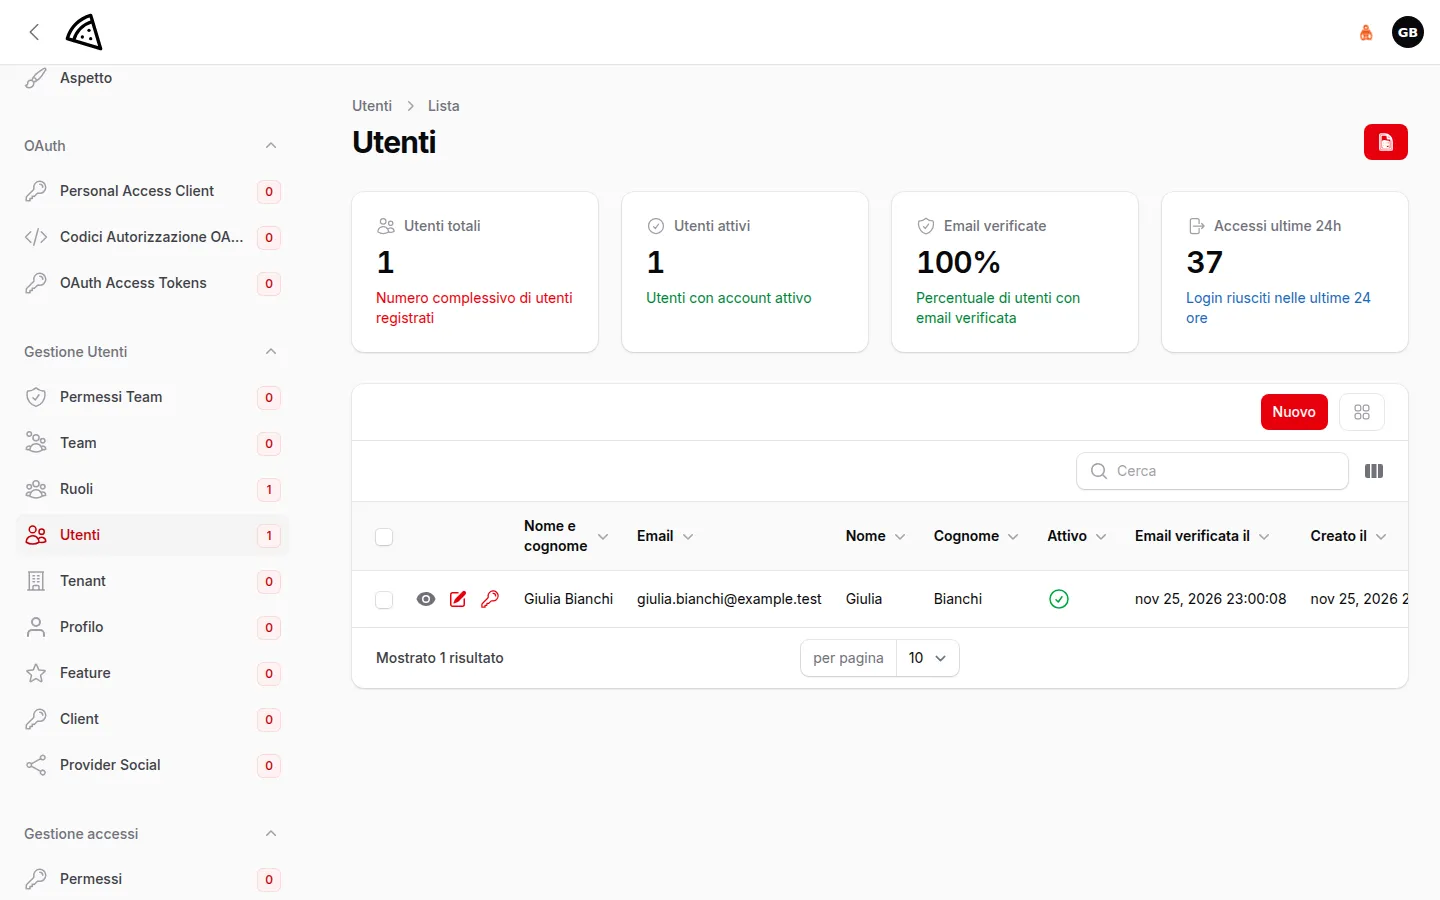 GB
Aspetto
OAuth
Personal Access Client 0
Codici Autorizzazione OA... 0
OAuth Access Tokens 0
Gestione Utenti
Permessi Team 0
Team 0
Ruoli 1
Utenti 1
Tenant 0
Profilo 0
Feature 0
Client 0
Provider Social 0
Gestione accessi
Permessi 0
Utenti > Lista
Utenti
Utenti totali
1
Numero complessivo di utenti
registrati
Utenti attivi
1
Utenti con account attivo
Email verificate
100%
Percentuale di utenti con
email verificata
Accessi ultime 24h
37
Login riusciti nelle ultime 24
ore
Nuovo
Cerca
Nome e
cognome Email Nome Cognome Attivo Email verificata il Creato il
Giulia Bianchi giulia.bianchi@example.test Giulia Bianchi nov 25, 2026 23:00:08 nov 25, 2026 2
Mostrato 1 risultato per pagina 10